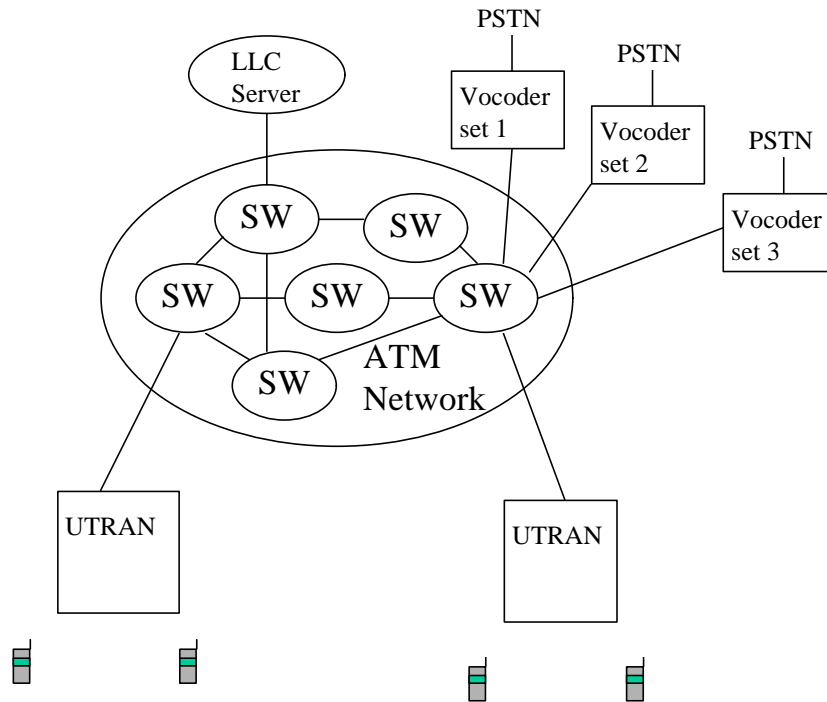 PSTN
LLC
Server
Vocoder
set 1
PSTN
Vocoder
set 2
PSTN
Vocoder
set 3
SW
SW
SW
SW
SW
SW
ATM
Network
UTRAN
UTRAN